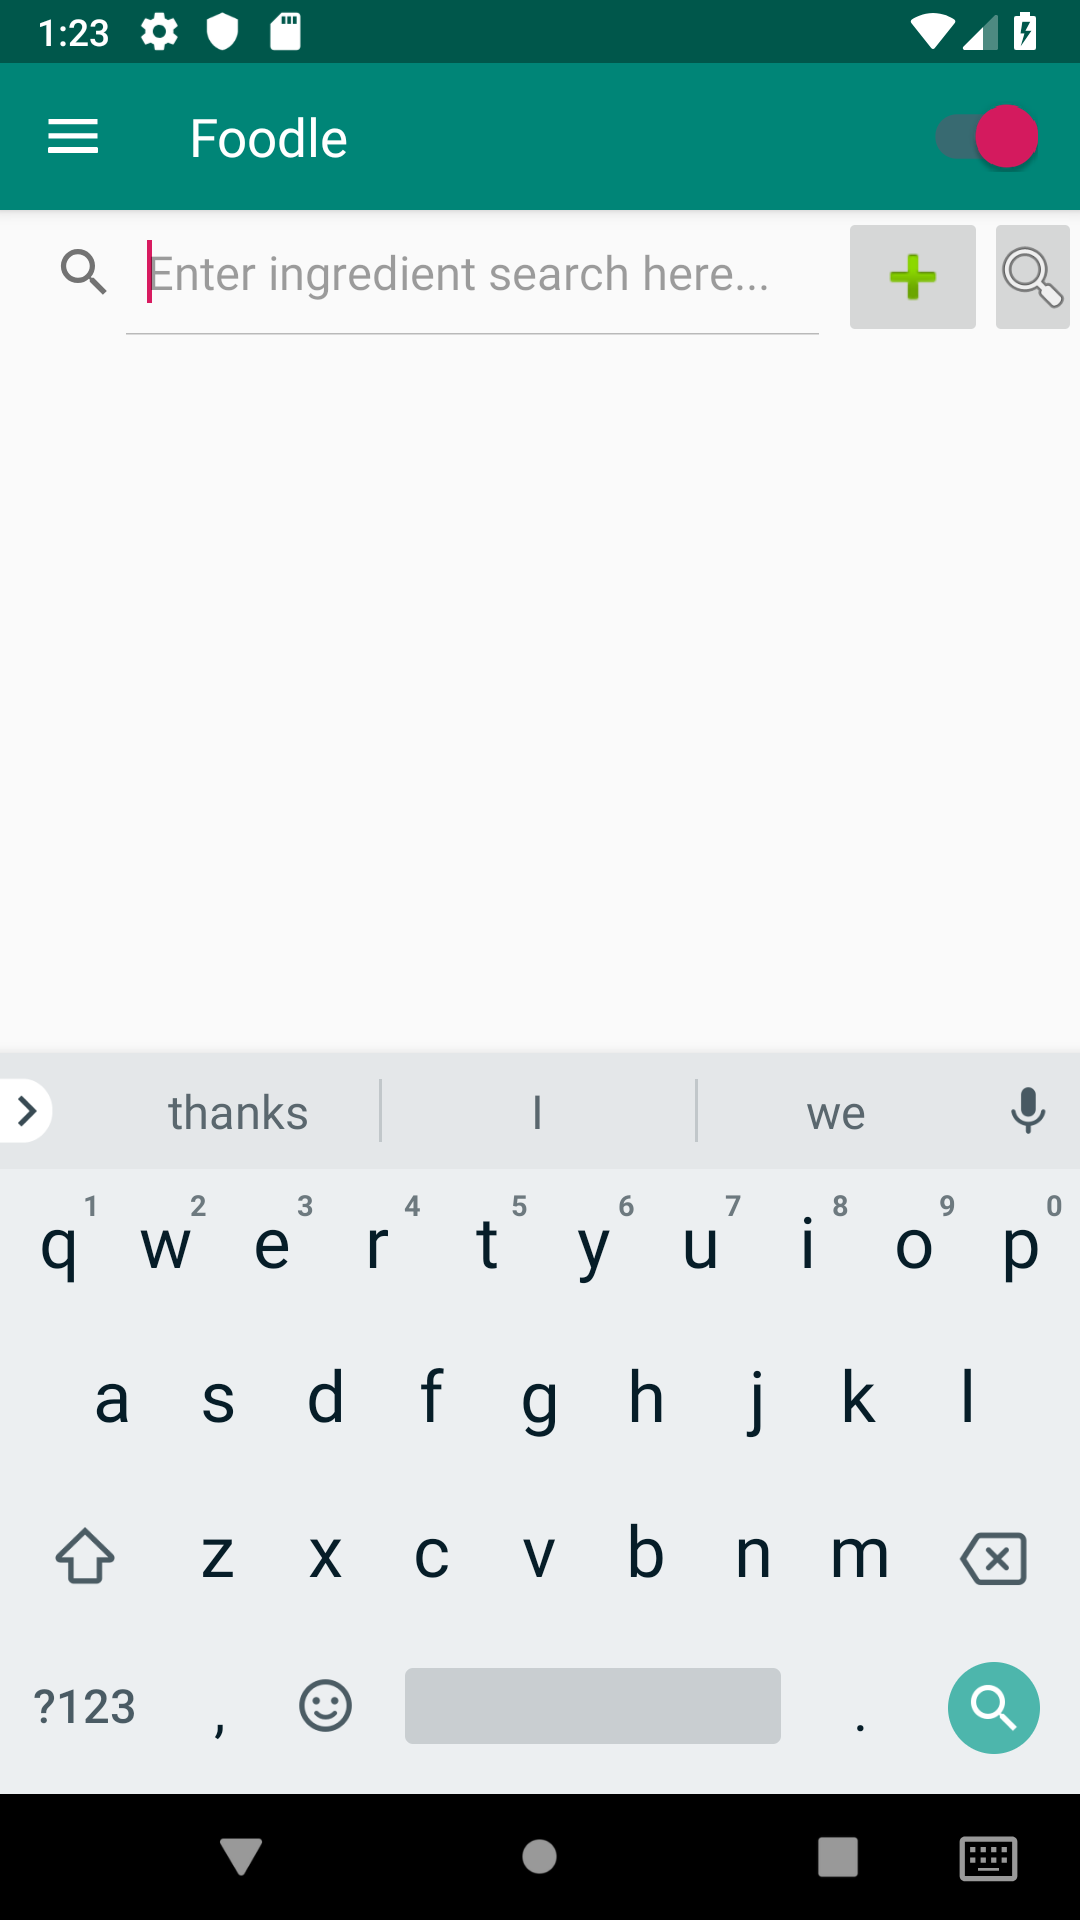 1:23
Foodle
Enter ingredient search here...
thanks I we
1 2 3 4 5 6 7 8 9 0
q w e r t y u i o p
a s d f g h j k l
z x c v b n m
?123 , .